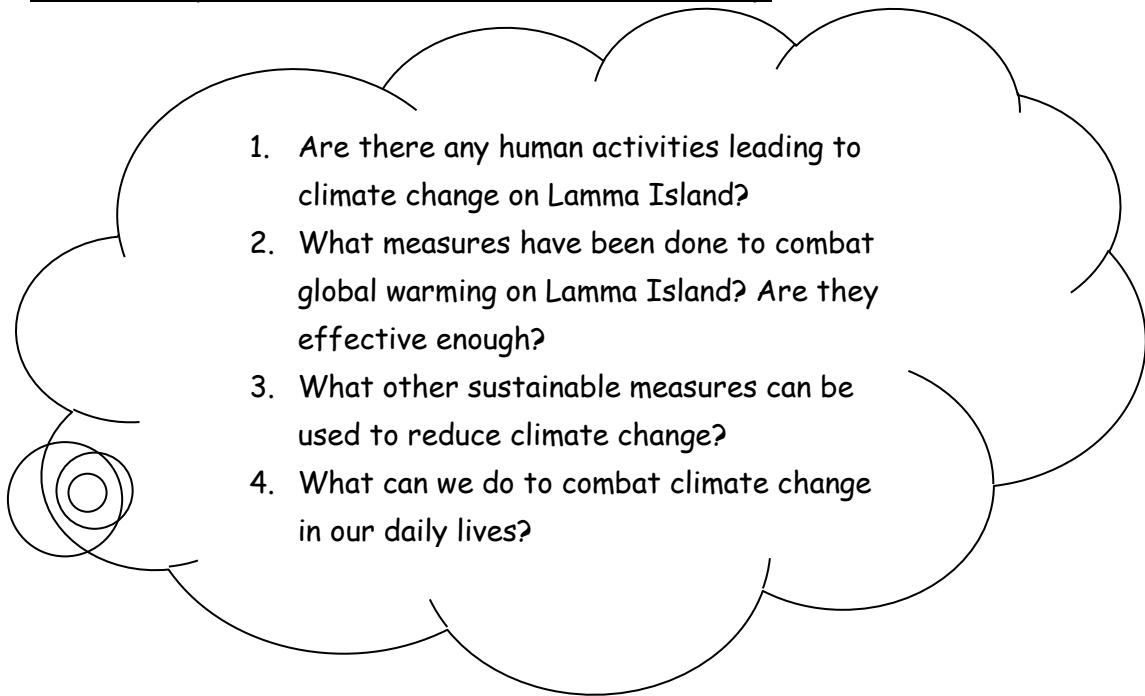 1. Are there any human activities leading to
climate change on Lamma Island?
2. What measures have been done to combat
global warming on Lamma Island? Are they
effective enough?
3. What other sustainable measures can be
used to reduce climate change?
4. What can we do to combat climate change
in our daily lives?